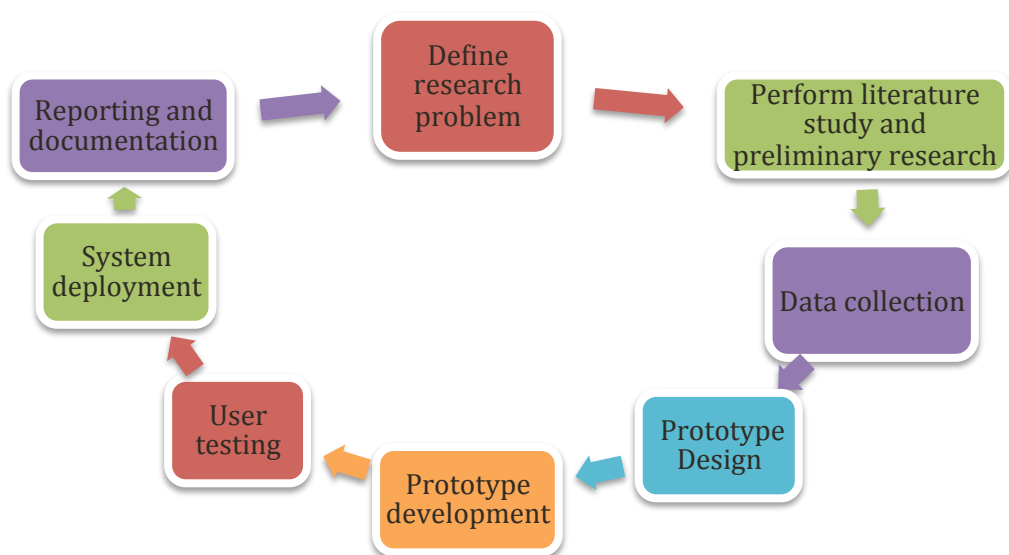 Define
research
problem
Perform literature
study and
preliminary research
Data collection
Prototype
Design
Prototype
development
User
testing
System
deployment
Reporting and
documentation